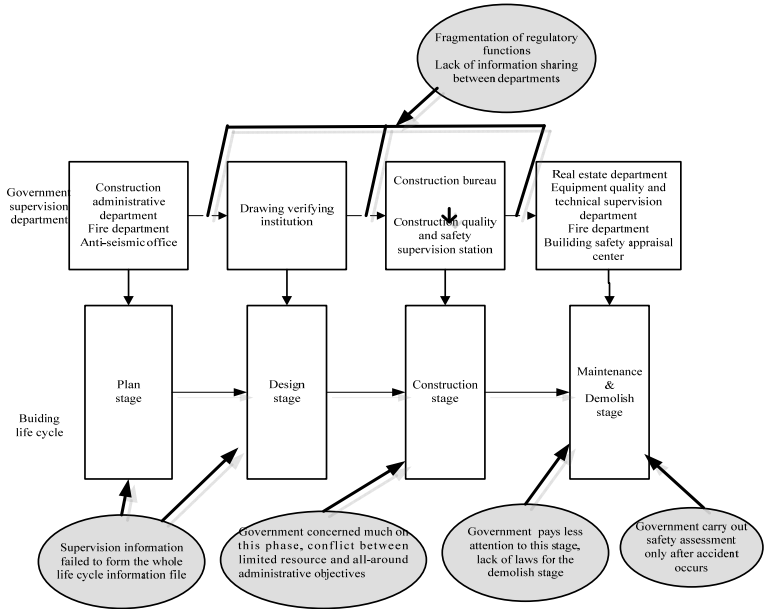 Fragmentation of regulatory
functions
Lack of information sharing
between departments
Government
supervision
department
Construction
administrative
department
Fire department
Anti-seismic office
Drawing verifying
institution
Construction bureau
Construction quality
and safety
supervision station
Real estate department
Equipment quality and
technical supervision
department
Fire department
Builiding safety appraisal
center
Buiding
life cycle
Plan
stage
Design
stage
Construction
stage
Maintenance
&
Demolish
stage
Supervision information
failed to form the whole
life cycle information file
Government concerned much on
this phase, conflict between
limited resource and all-around
administrative objectives
Government pays less
attention to this stage,
lack of laws for the
demolish stage
Government carry out
safety assessment
only after accident
occurs